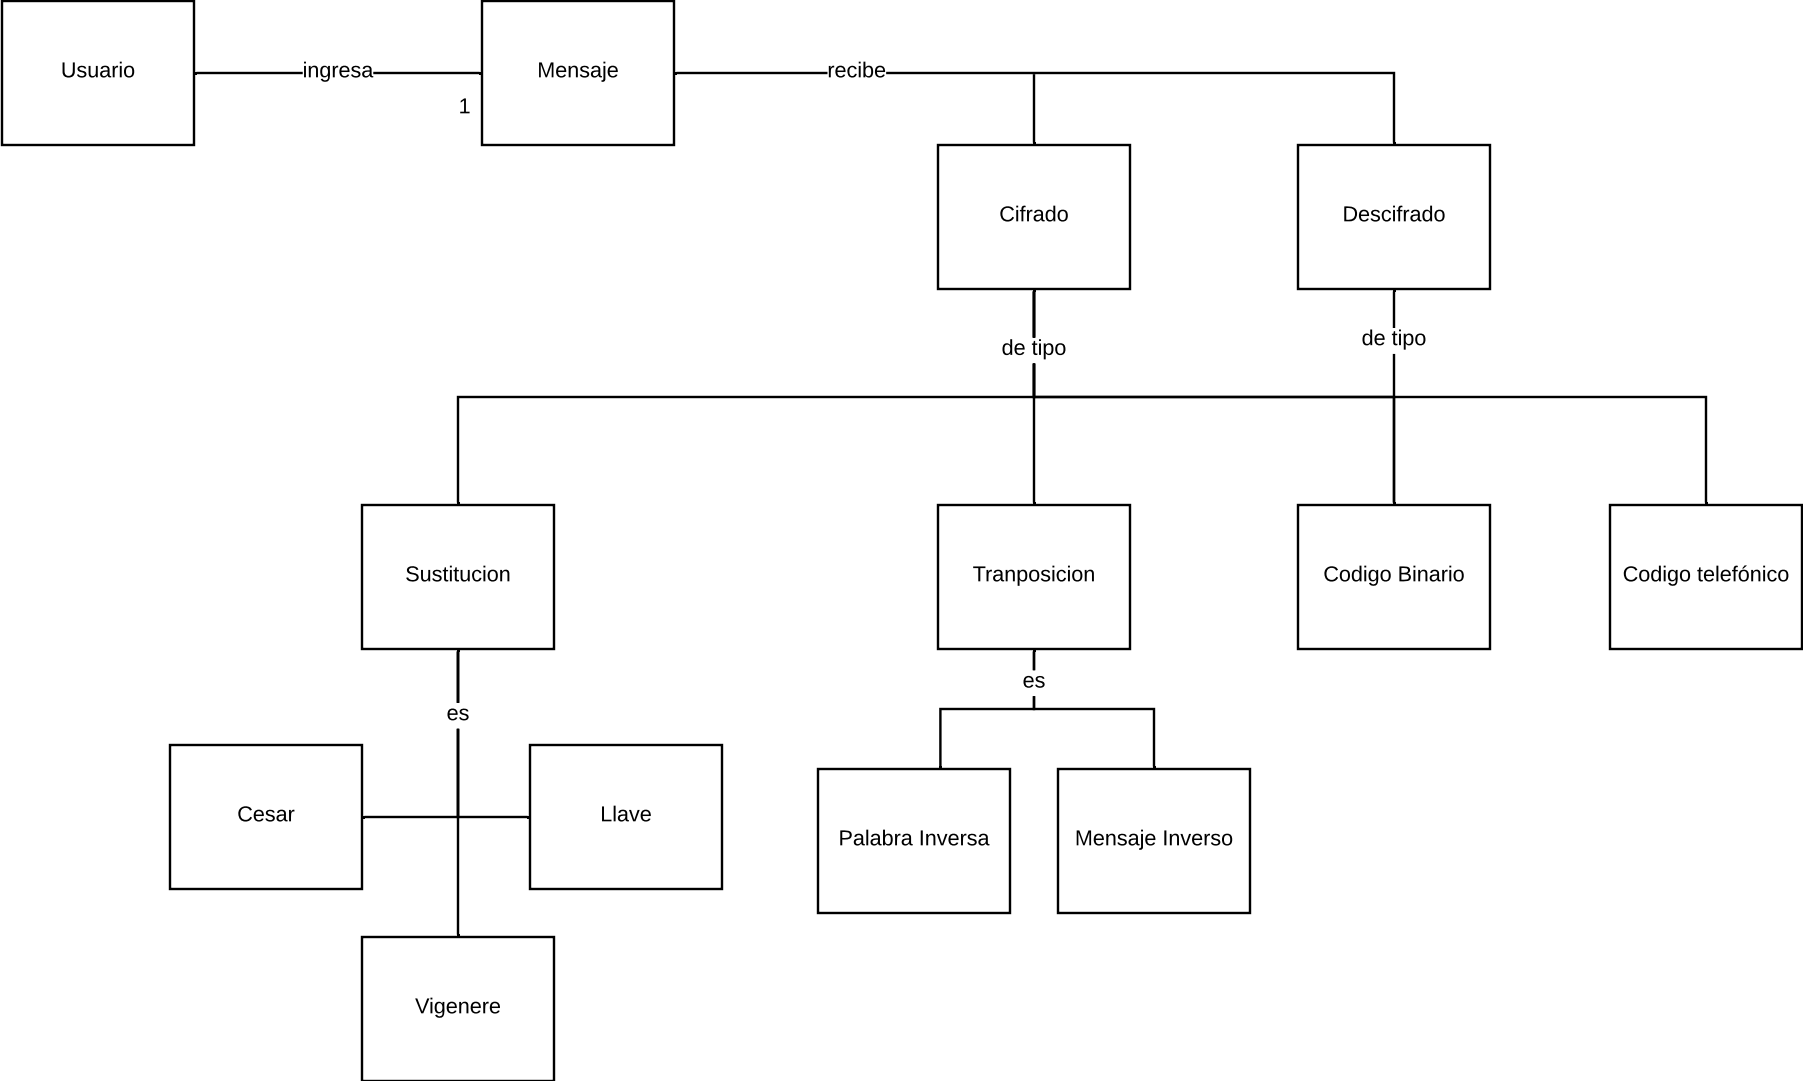 Usuario
ingresa
1
Mensaje
recibe
Cifrado
Descifrado
de tipo
de tipo
Sustitucion
Tranposicion
Codigo Binario
Codigo telefónico
es
es
Cesar
Llave
Palabra Inversa
Mensaje Inverso
Vigenere